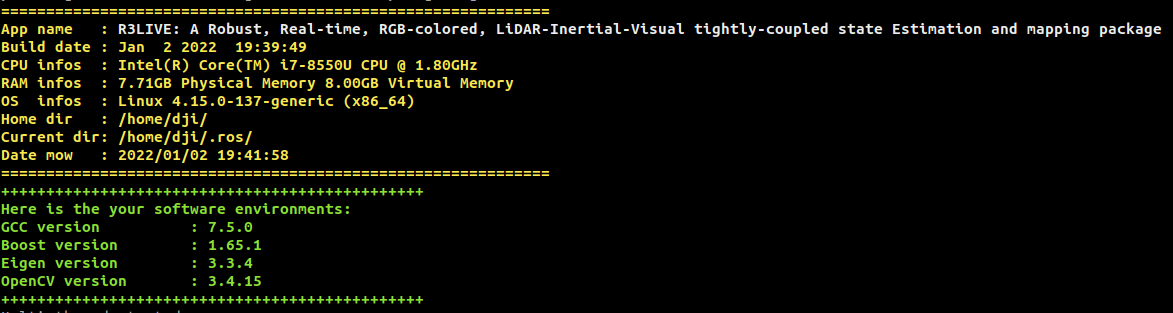 =============================================================
App name   : R3LIVE: A Robust, Real-time, RGB-colored, LiDAR-Inertial-Visual tightly-coupled state Estimation and mapping package
Build date : Jan  2 2022  19:39:49
CPU infos  : Intel(R) Core(TM) i7-8550U CPU @ 1.80GHz
RAM infos  : 7.71GB Physical Memory 8.00GB Virtual Memory
OS  infos  : Linux 4.15.0-137-generic (x86_64)
Home dir   : /home/dji/
Current dir: /home/dji/.ros/
Date mow   : 2022/01/02 19:41:58
=============================================================
+++++++++++++++++++++++++++++++++++++++++++++++
Here is the your software environments:
GCC version          : 7.5.0
Boost version        : 1.65.1
Eigen version        : 3.3.4
OpenCV version       : 3.4.15
+++++++++++++++++++++++++++++++++++++++++++++++